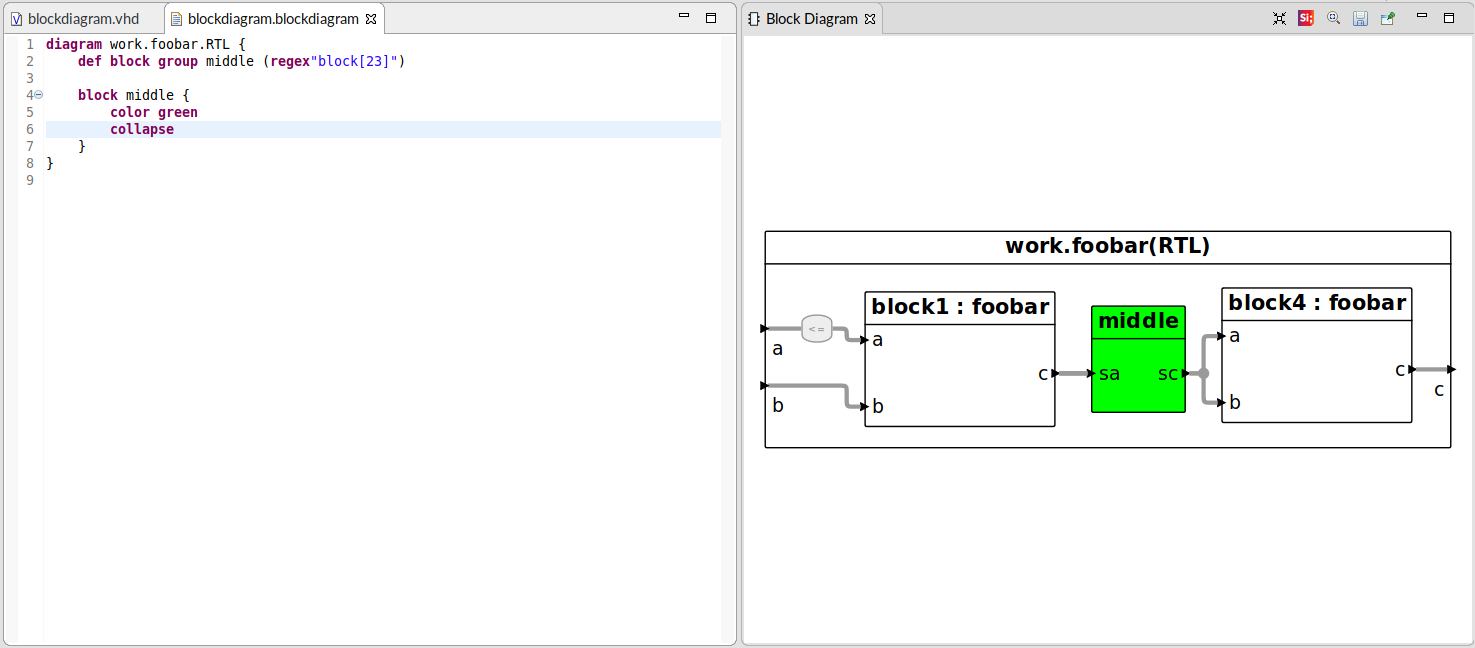 blockdiagram.vhd
blockdiagram.blockdiagram
1 diagram work.foobar.RTL {
2 def block group middle (regex"block[23]")
3
4 block middle {
5 color green
6 collapse
7 }
8 }
9
Block Diagram
Si:
work.foobar(RTL)
block1 : foobar
middle
block4 : foobar
<=
a
a
a
c
sa
sc
c
b
b
b
c